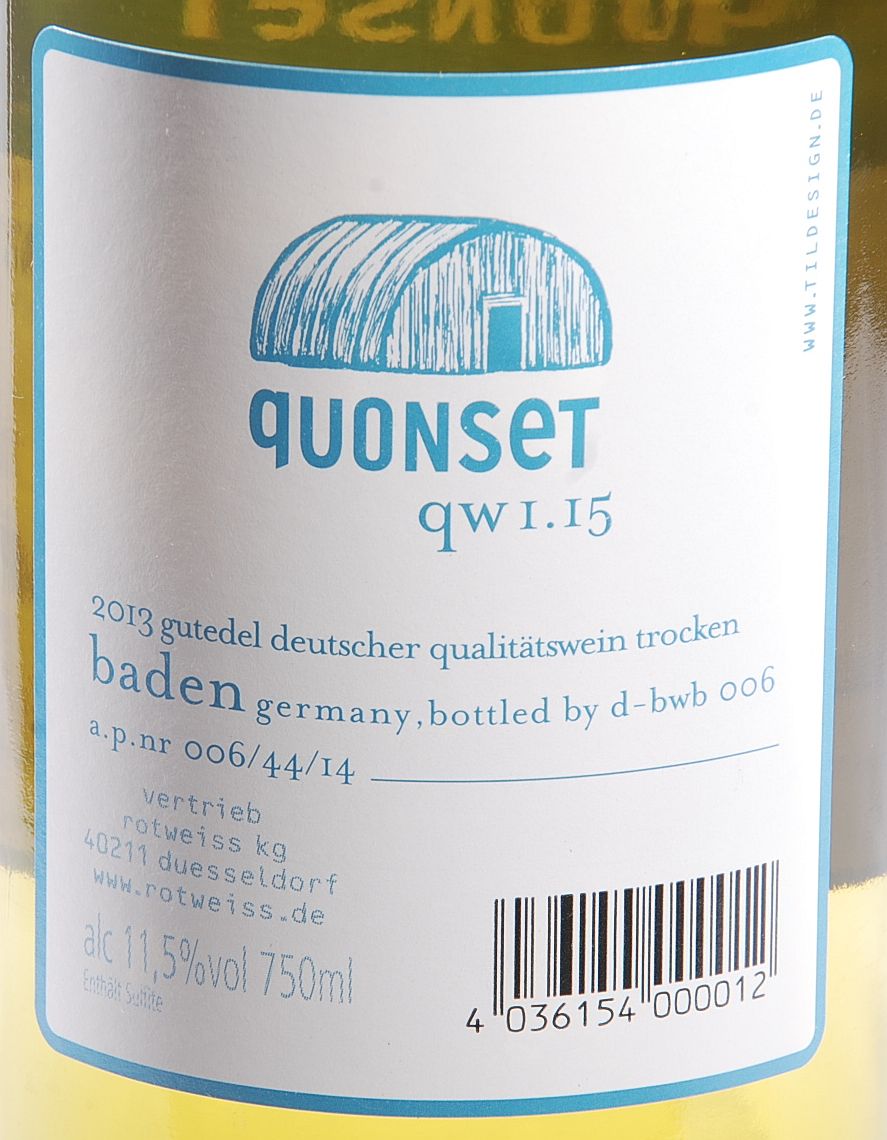 WWW.TILDESIGN.DE
quonset
qw1.15
2013 gutedel deutscher qualitätswein trocken
baden germany, bottled by d-bwb 006
a.p.nr 006/44/14
vertrieb
rotweiss kg
40211 duesseldorf
www.rotweiss.de
alc 11,5%vol 750ml
Enthält Sulfite
4 036154 000012